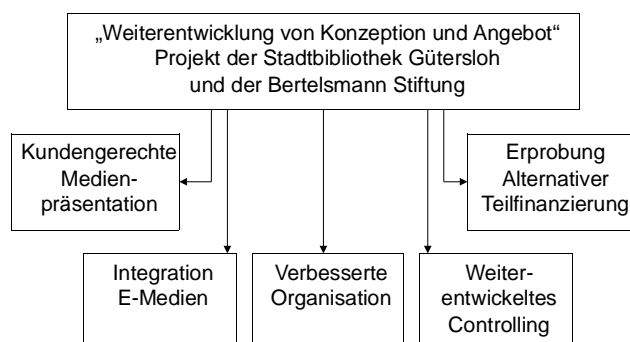 „Weiterentwicklung von Konzeption und Angebot“
Projekt der Stadtbibliothek Gütersloh
und der Bertelsmann Stiftung
Kundengerechte
Medien-
präsentation
Erprobung
Alternativer
Teilfinanzierung
Integration
E-Medien
Verbesserte
Organisation
Weiter-
entwickeltes
Controlling